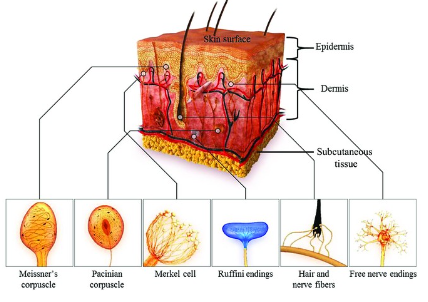 Skin surface
Epidermis
Dermis
Subcutaneous
tissue
Meissner's
corpuscle
Pacinian
corpuscle
Merkel cell
Ruffini endings
Hair and
nerve fibers
Free nerve endings